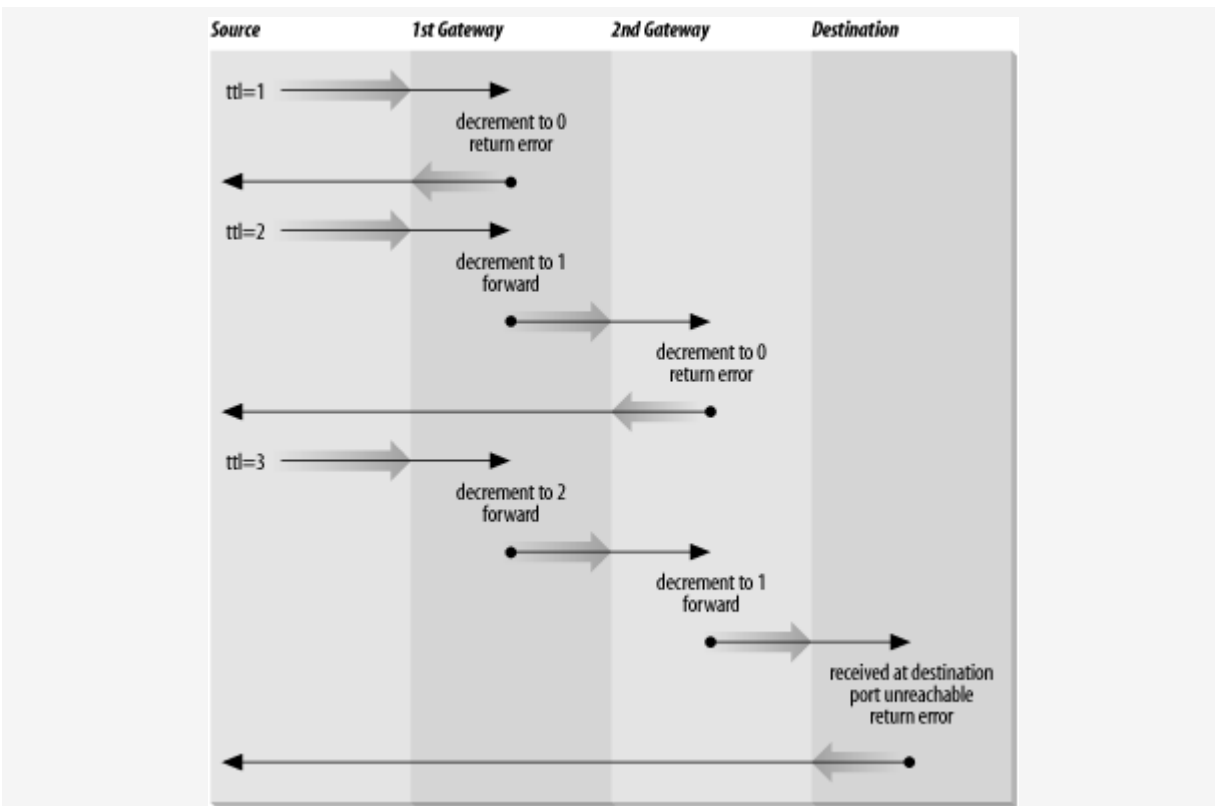 Source 1st Gateway 2nd Gateway Destination
ttl=1
decrement to 0
return error
ttl=2
decrement to 1
forward
decrement to 0
return error
ttl=3
decrement to 2
forward
decrement to 1
forward
received at destination
port unreachable
return error